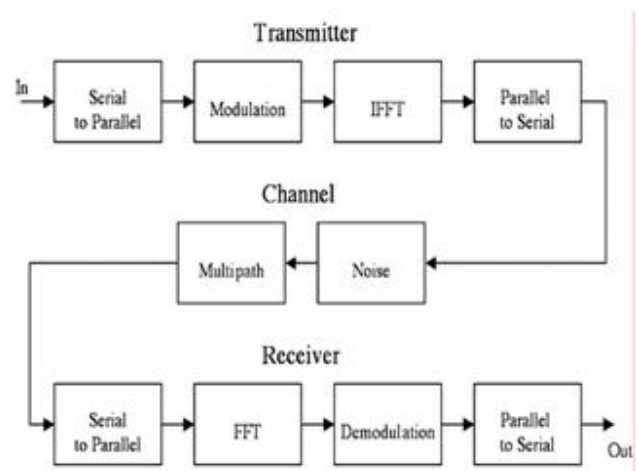 Transmitter
In
Serial
to Parallel
Modulation
IFFT
Parallel
to Serial
Channel
Multipath
Noise
Receiver
Serial
to Parallel
FFT
Demodulation
Parallel
to Serial
Out